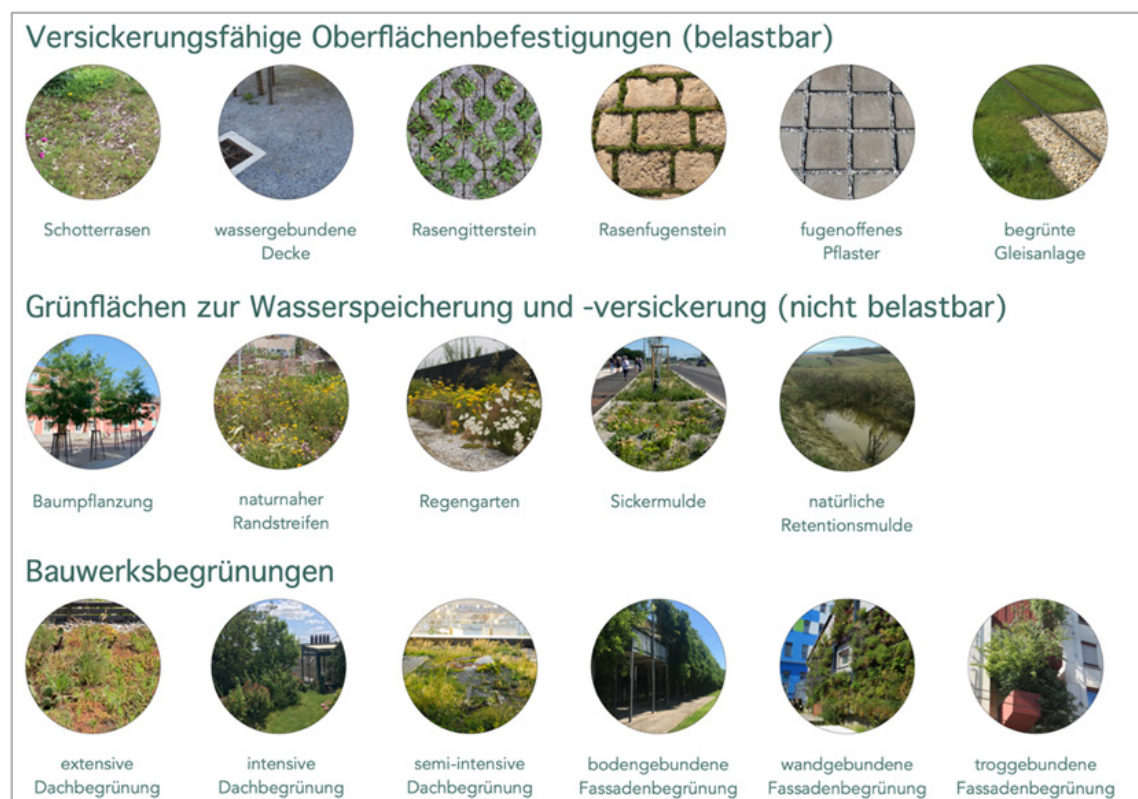 Versickerungsfähige Oberflächenbefestigungen (belastbar)
Schotterrasen
wassergebundene
Decke
Rasengitterstein
Rasenfugenstein
fugenoffenes
Pflaster
begrünte
Gleisanlage
Grünflächen zur Wasserspeicherung und -versickerung (nicht belastbar)
Baumpflanzung
naturnaher
Randstreifen
Regengarten
Sickermulde
natürliche
Retentionsmulde
Bauwerksbegrünungen
extensive
Dachbegrünung
intensive
Dachbegrünung
semi-intensive
Dachbegrünung
bodengebundene
Fassadenbegrünung
wandgebundene
Fassadenbegrünung
troggebundene
Fassadenbegrünung